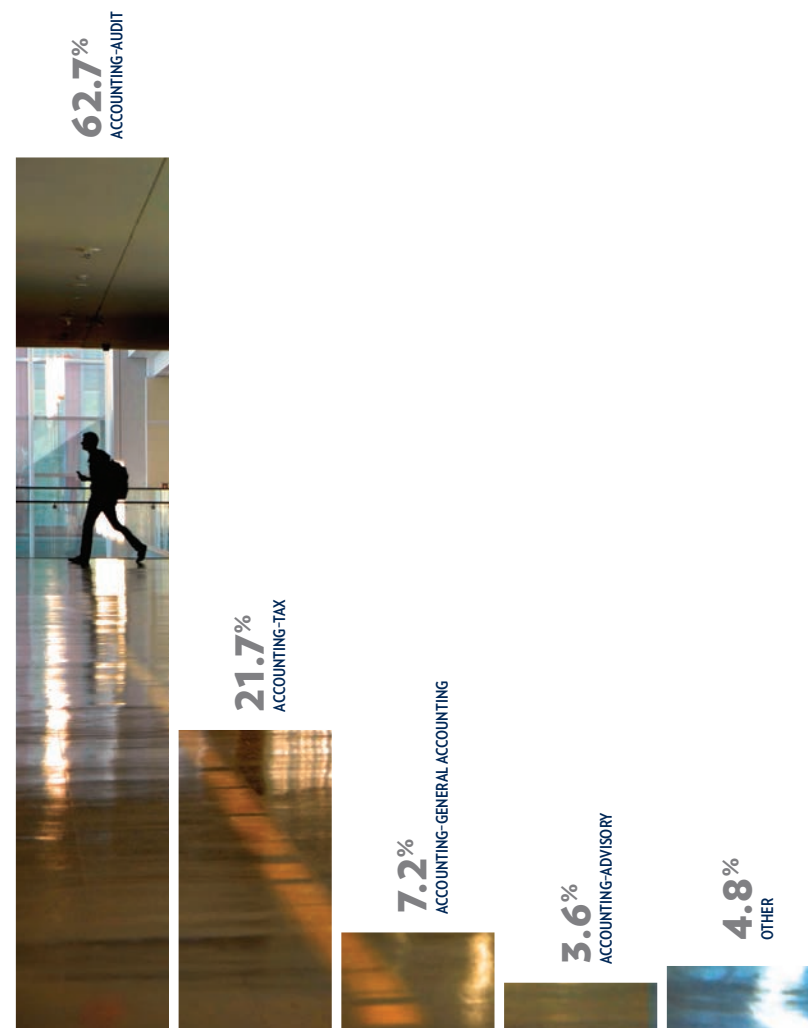 62.7%
ACCOUNTING–AUDIT
21.7%
ACCOUNTING–TAX
7.2%
ACCOUNTING–GENERAL ACCOUNTING
3.6%
ACCOUNTING–ADVISORY
4.8%
OTHER